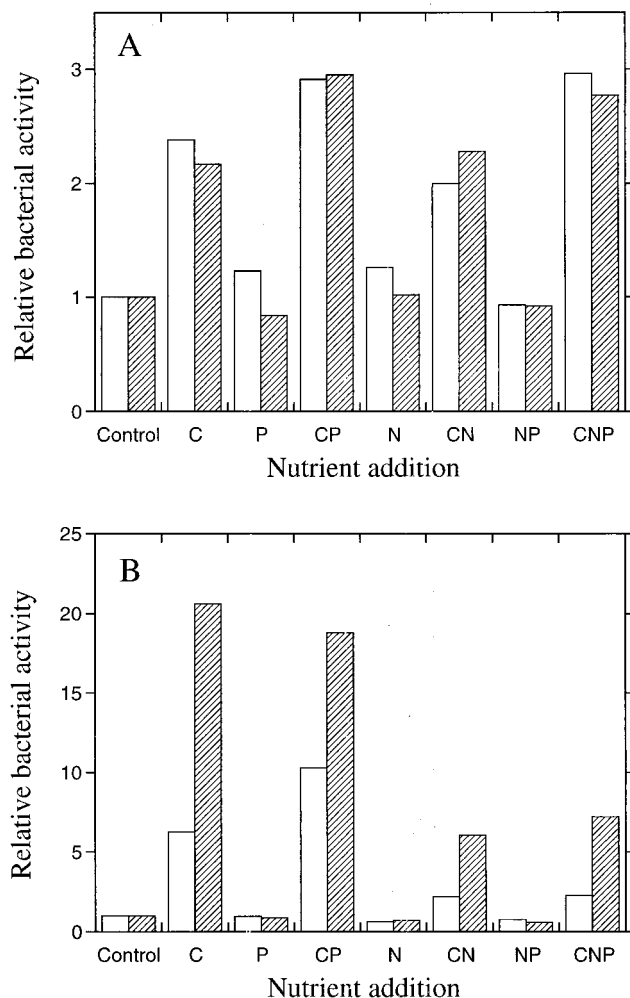 A
Relative bacterial activity
3
2
1
0
Control C P CP N CN NP CNP
Nutrient addition
B
Relative bacterial activity
25
20
15
10
5
0
Control C P CP N CN NP CNP
Nutrient addition